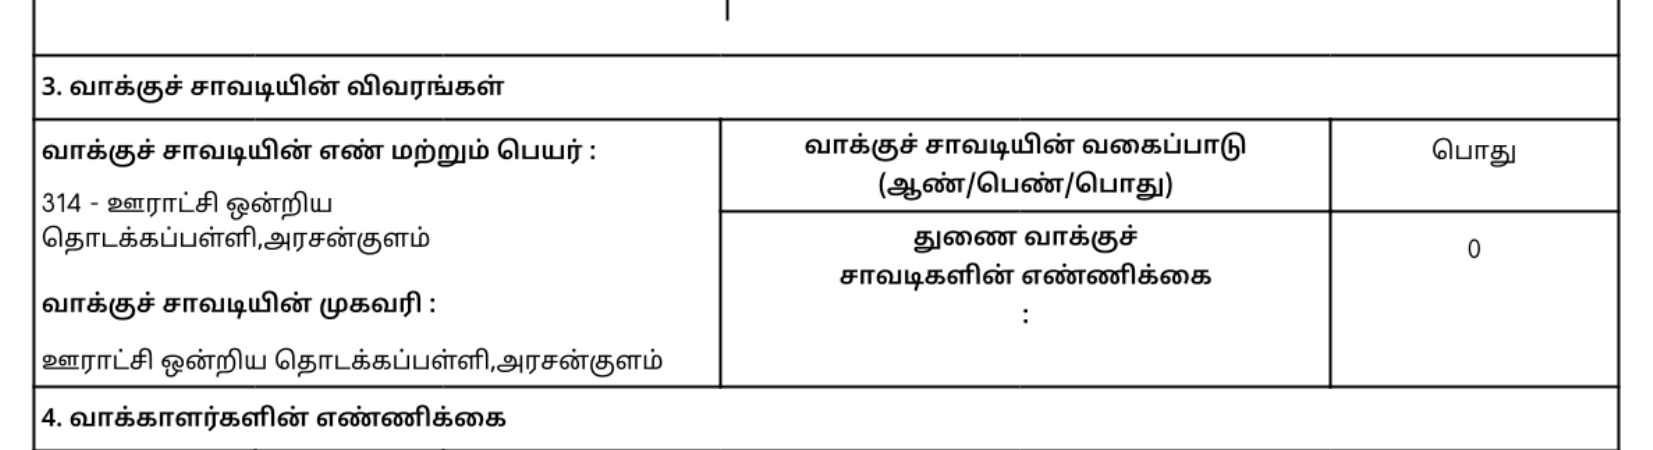 3. வாக்குச் சாவடியின் விவரங்கள்
வாக்குச் சாவடியின் எண் மற்றும் பெயர் :
314 - ஊராட்சி ஒன்றிய
தொடக்கப்பள்ளி,அரசன்குளம்
வாக்குச் சாவடியின் முகவரி :
ஊராட்சி ஒன்றிய தொடக்கப்பள்ளி,அரசன்குளம்
வாக்குச் சாவடியின் வகைப்பாடு
(ஆண்/பெண்/பொது)
பொது
துணை வாக்குச்
சாவடிகளின் எண்ணிக்கை
:
0
4. வாக்காளர்களின் எண்ணிக்கை